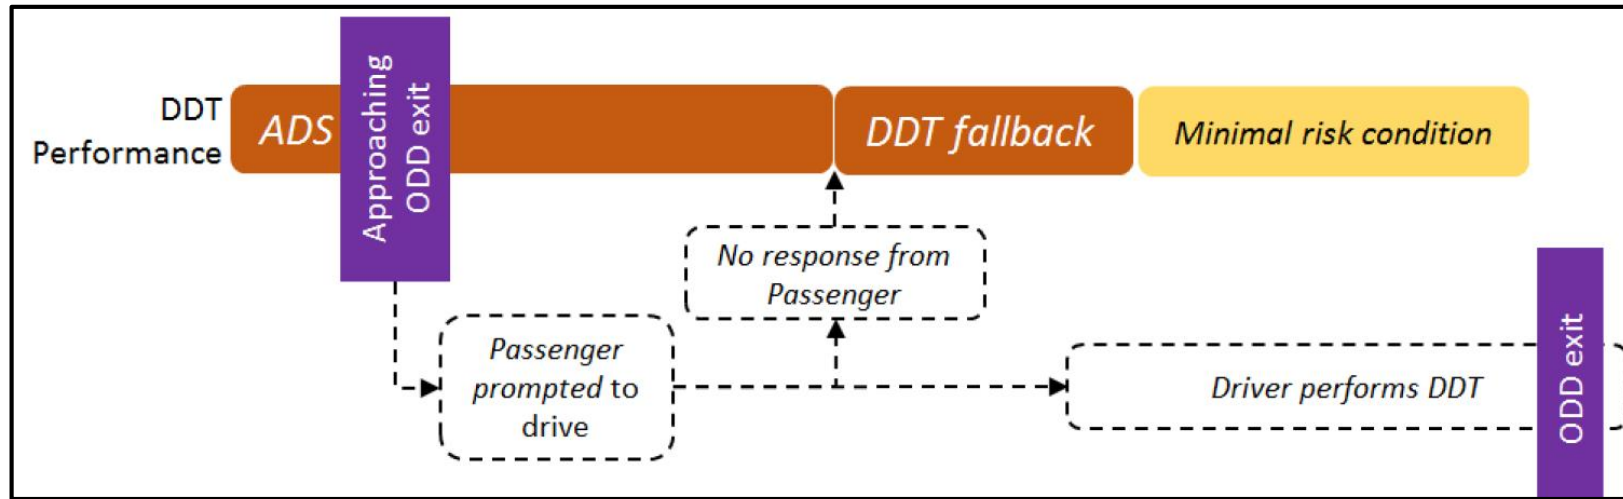 DDT
Performance
ADS
Approaching
ODD exit
DDT fallback
Minimal risk condition
No response from
Passenger
Passenger
prompted to
drive
Driver performs DDT
ODD exit